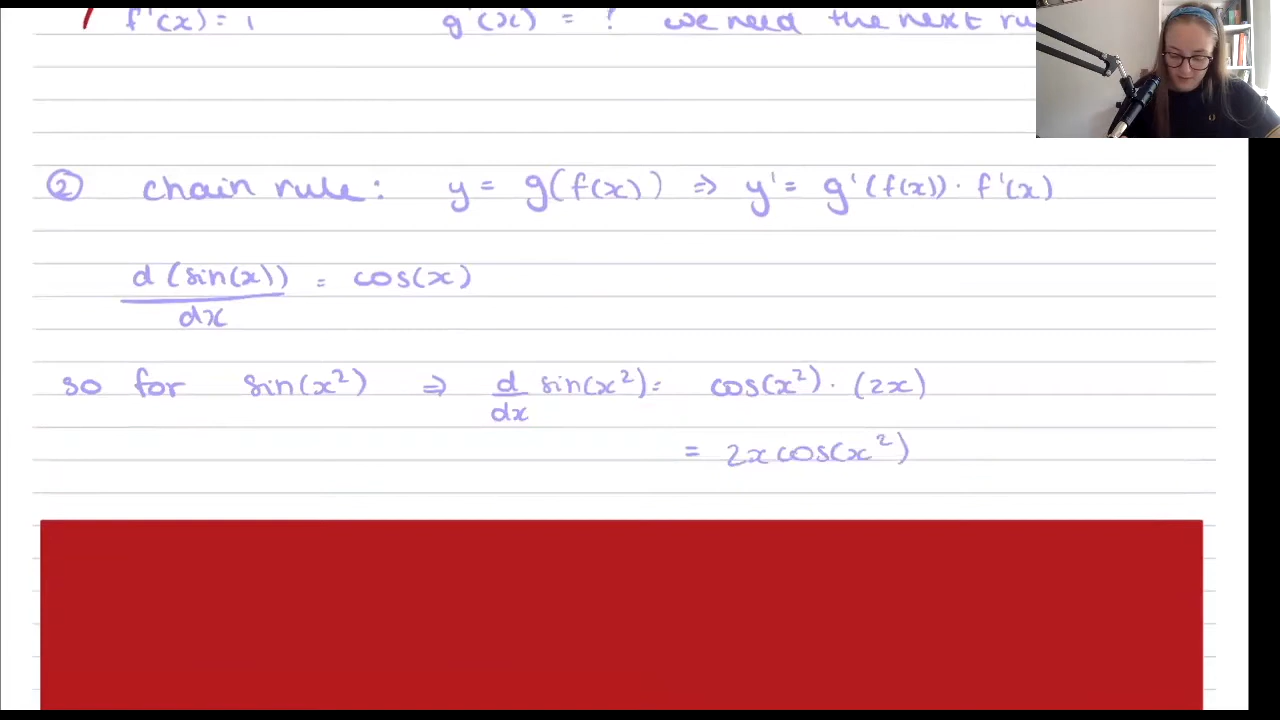 f'(x) = 1 g'(x) = ? we need the next
② chain rule: y = g(f(x)) ⇒ y' = g'(f(x)) · f'(x)
d (sin(x)) = cos(x)
dx
so for sin(x²) ⇒ d/dx sin(x²) = cos(x²) · (2x)
= 2x cos(x²)